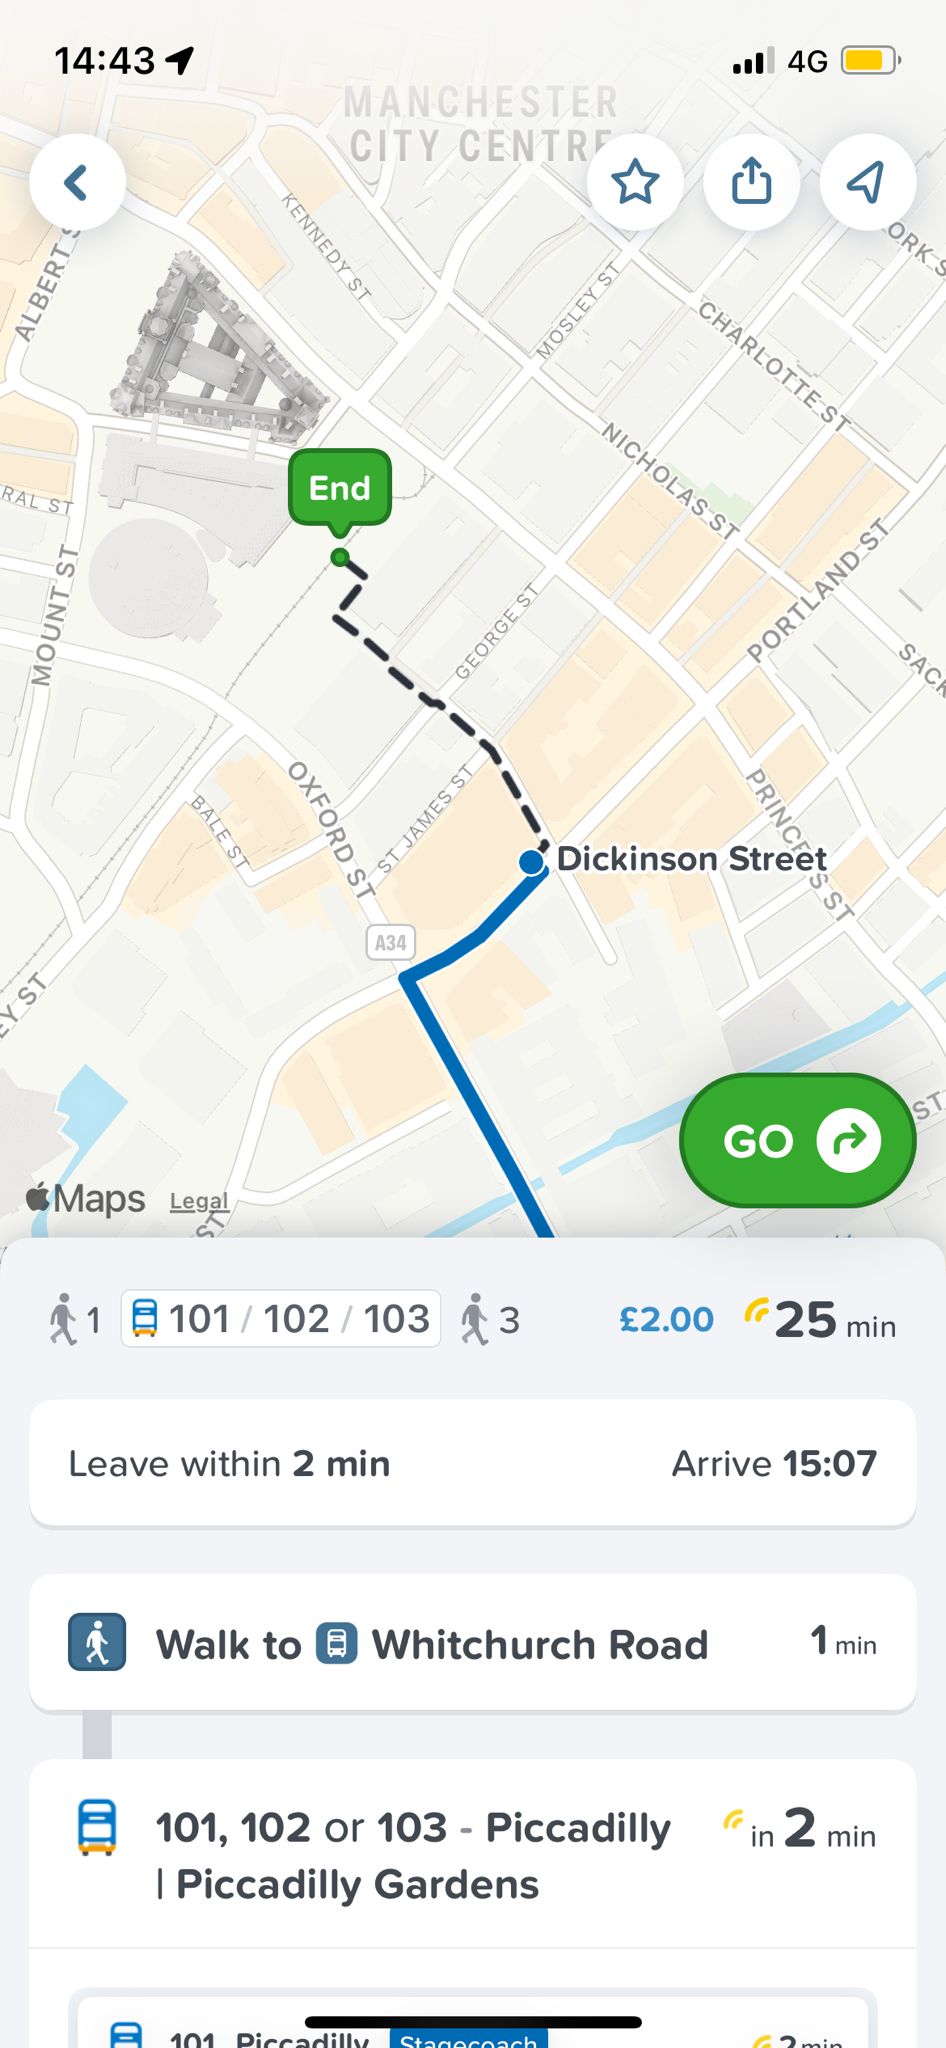 14:43
4G
MANCHESTER
CITY CENTRE
KENNEDY ST
ALBERT S
MOSLEY ST
ORK S
CHARLOTTE ST
NICHOLAS ST
End
RAL ST
MOUNT ST
PORTLAND ST
GEORGE ST
SACK
OXFORD ST
BALE ST
ST JAMES ST
PRINCESS ST
Dickinson Street
A34
EY ST
GO
ST
Maps Legal
ST
1 101 / 102 / 103 3 £2.00 25 min
Leave within 2 min Arrive 15:07
Walk to Whitchurch Road 1 min
101, 102 or 103 - Piccadilly in 2 min
| Piccadilly Gardens
101 Piccadilly Stagecoach 2 min